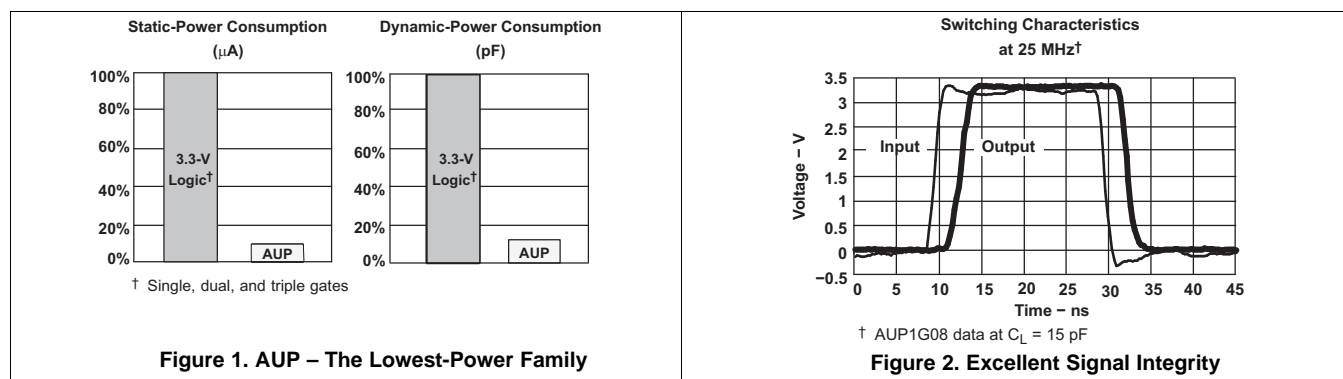 Static-Power Consumption
(µA)
100%
80%
60%
40%
20%
0%
3.3-V
Logic†
AUP
Dynamic-Power Consumption
(pF)
100%
80%
60%
40%
20%
0%
3.3-V
Logic†
AUP
† Single, dual, and triple gates
Figure 1. AUP – The Lowest-Power Family
Switching Characteristics
at 25 MHz†
Voltage – V
3.5
3
2.5
2
1.5
1
0.5
0
−0.5
Input
Output
0 5 10 15 20 25 30 35 40 45
Time – ns
† AUP1G08 data at CL = 15 pF
Figure 2. Excellent Signal Integrity